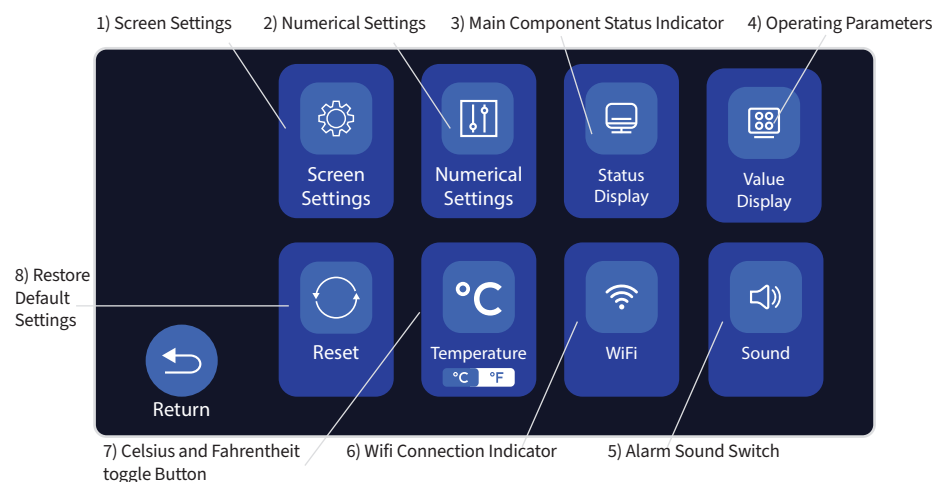 1) Screen Settings
2) Numerical Settings
3) Main Component Status Indicator
4) Operating Parameters
Screen
Settings
Numerical
Settings
Status
Display
Value
Display
8) Restore
Default
Settings
Reset
°C
Temperature
°C
°F
WiFi
Sound
Return
7) Celsius and Fahrentheit
toggle Button
6) Wifi Connection Indicator
5) Alarm Sound Switch